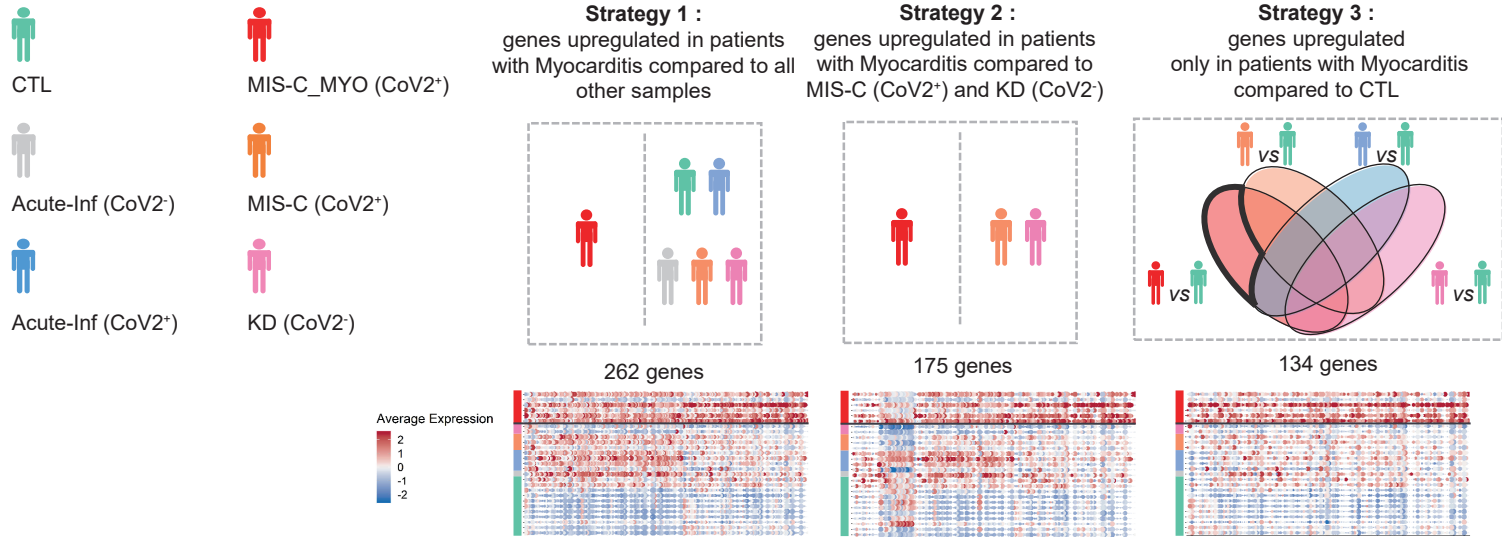 CTL
MIS-C_MYO (CoV2⁺)
Acute-Inf (CoV2⁻)
MIS-C (CoV2⁺)
Acute-Inf (CoV2⁺)
KD (CoV2⁻)
Strategy 1 :
genes upregulated in patients
with Myocarditis compared to all
other samples
262 genes
Strategy 2 :
genes upregulated in patients
with Myocarditis compared to
MIS-C (CoV2⁺) and KD (CoV2⁻)
175 genes
Strategy 3 :
genes upregulated
only in patients with Myocarditis
compared to CTL
vs
vs
vs
vs
134 genes
Average Expression
2
1
0
-1
-2